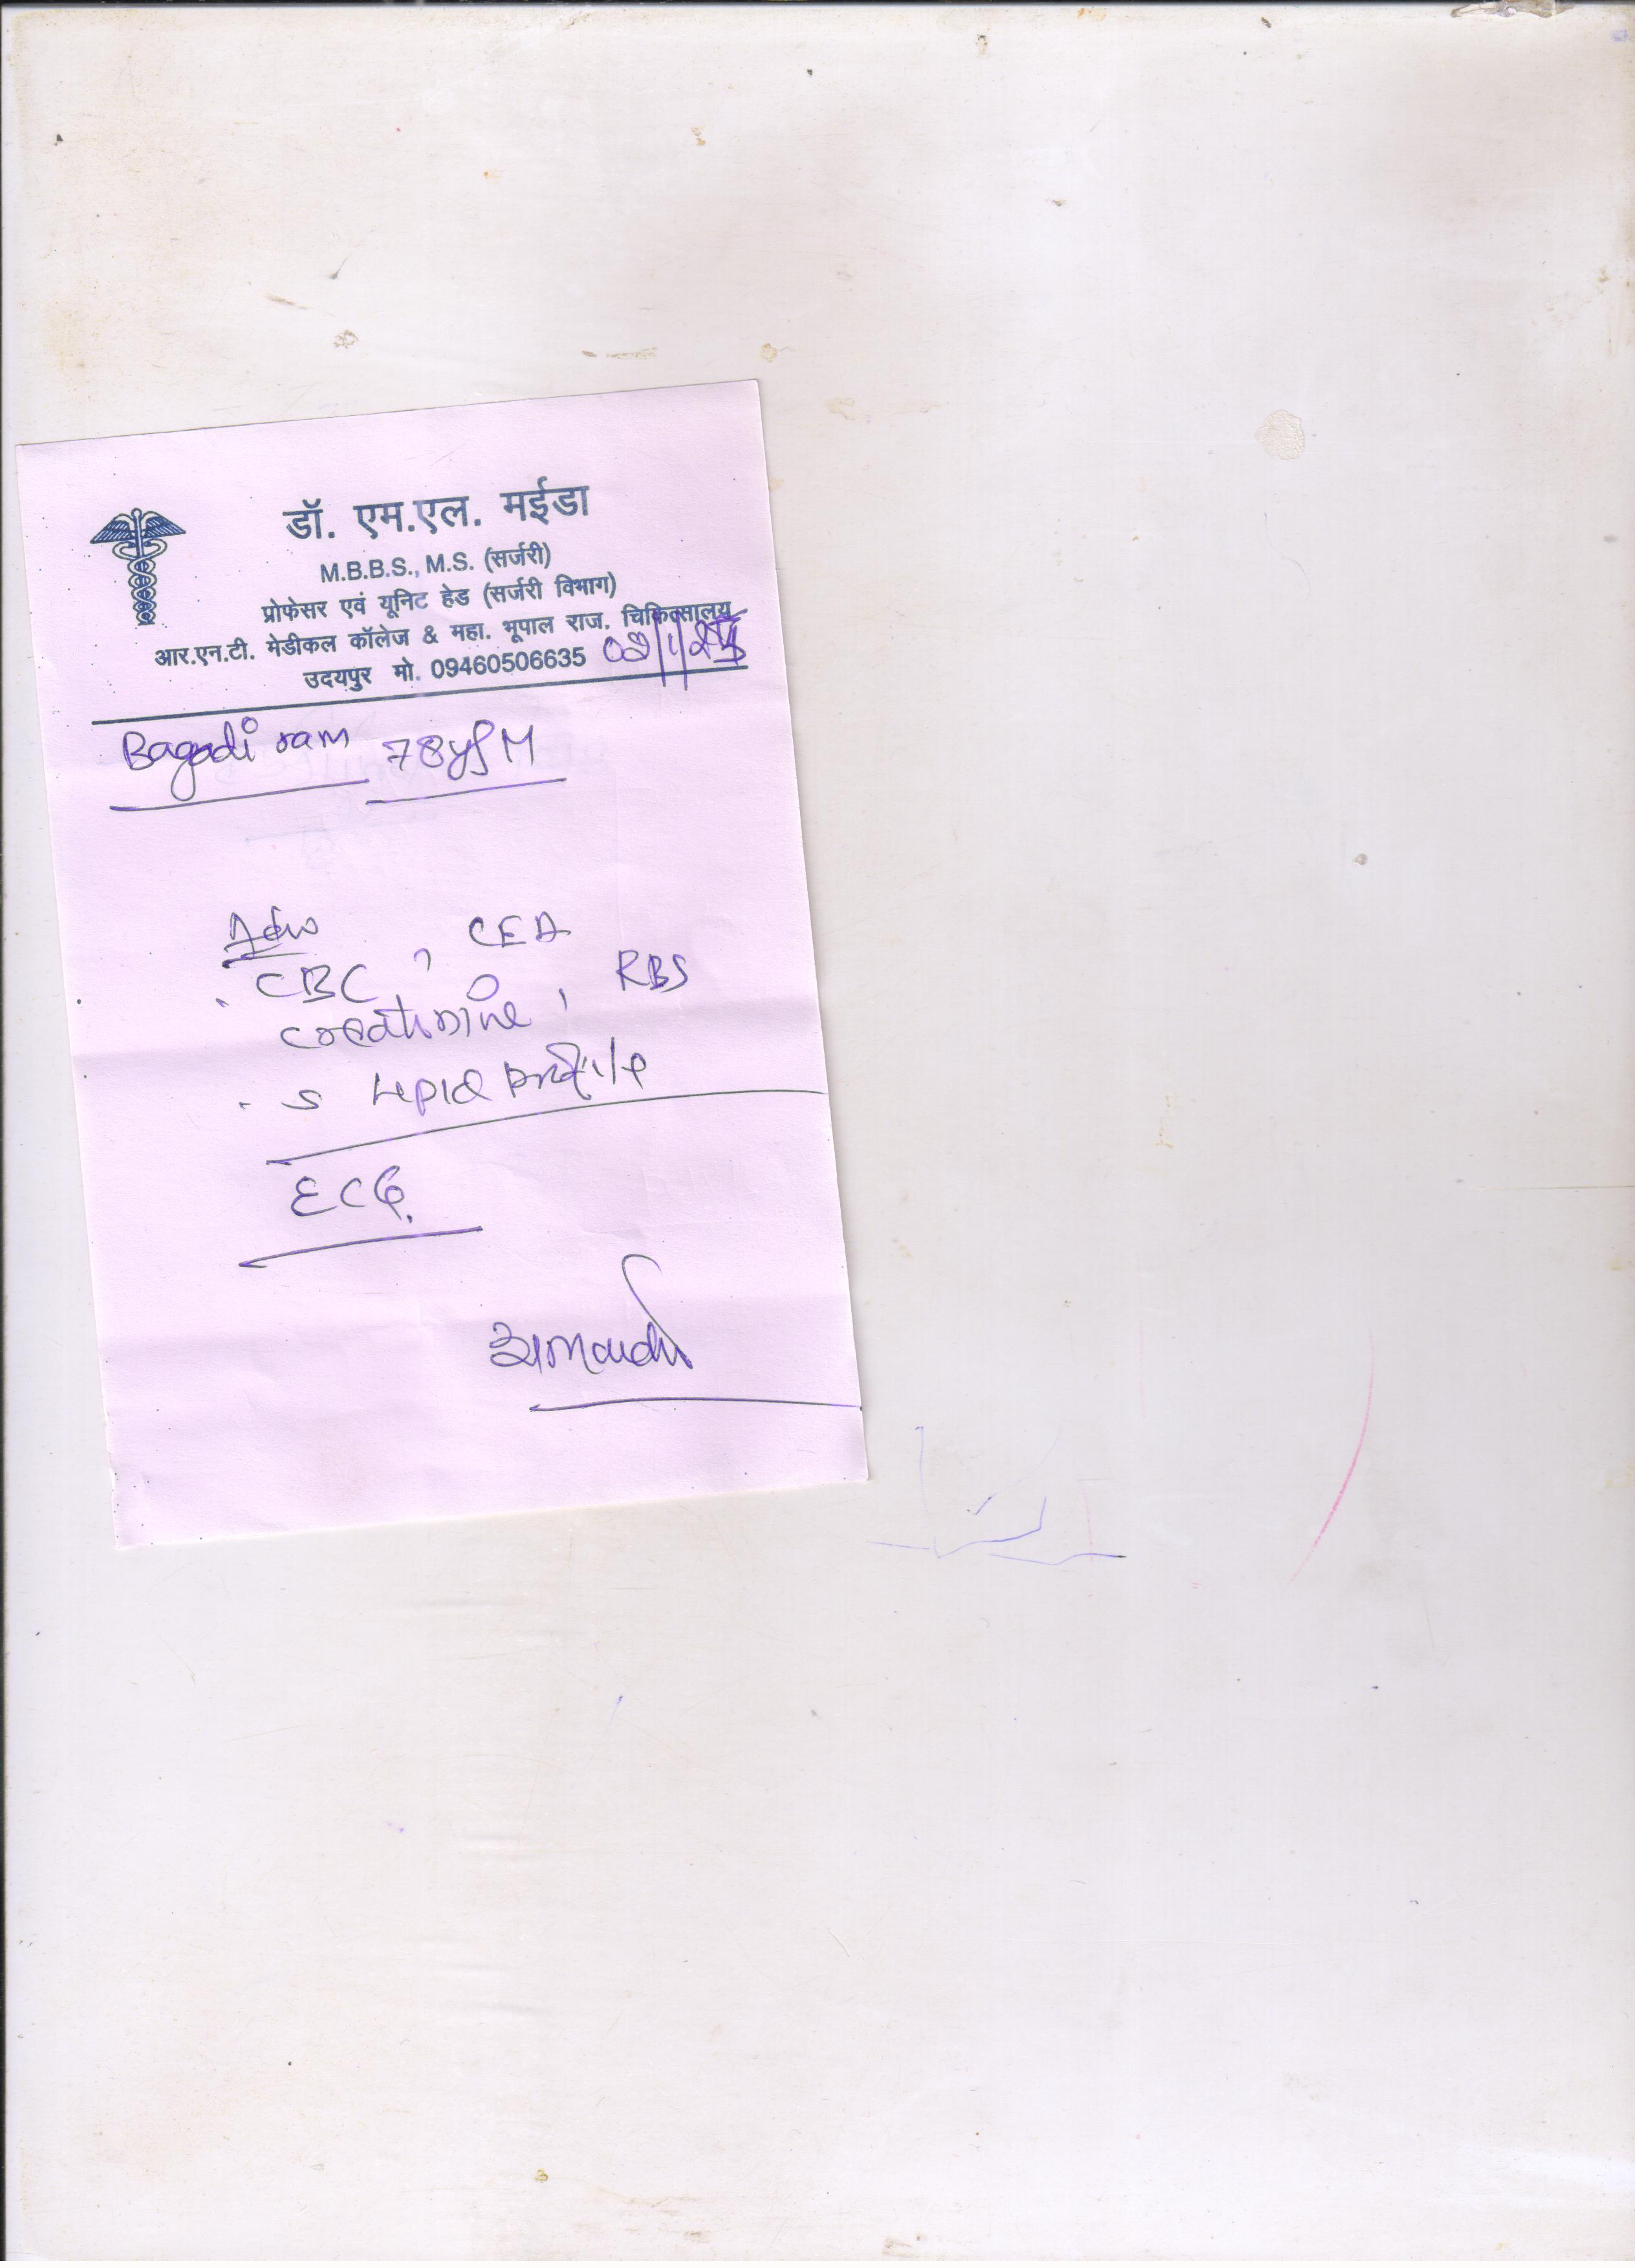 डॉ. एम.एल. मईडा
M.B.B.S., M.S. (सर्जरी)
प्रोफेसर एवं यूनिट हेड (सर्जरी विभाग)
आर.एन.टी. मेडीकल कॉलेज & महा. भूपाल राज. चिकित्सालय
उदयपुर मो. 09460506635
Bagadi ram 78y/M
Adv
CBC, CEA
creatinine, RBS
S Lipid profile
ECG.